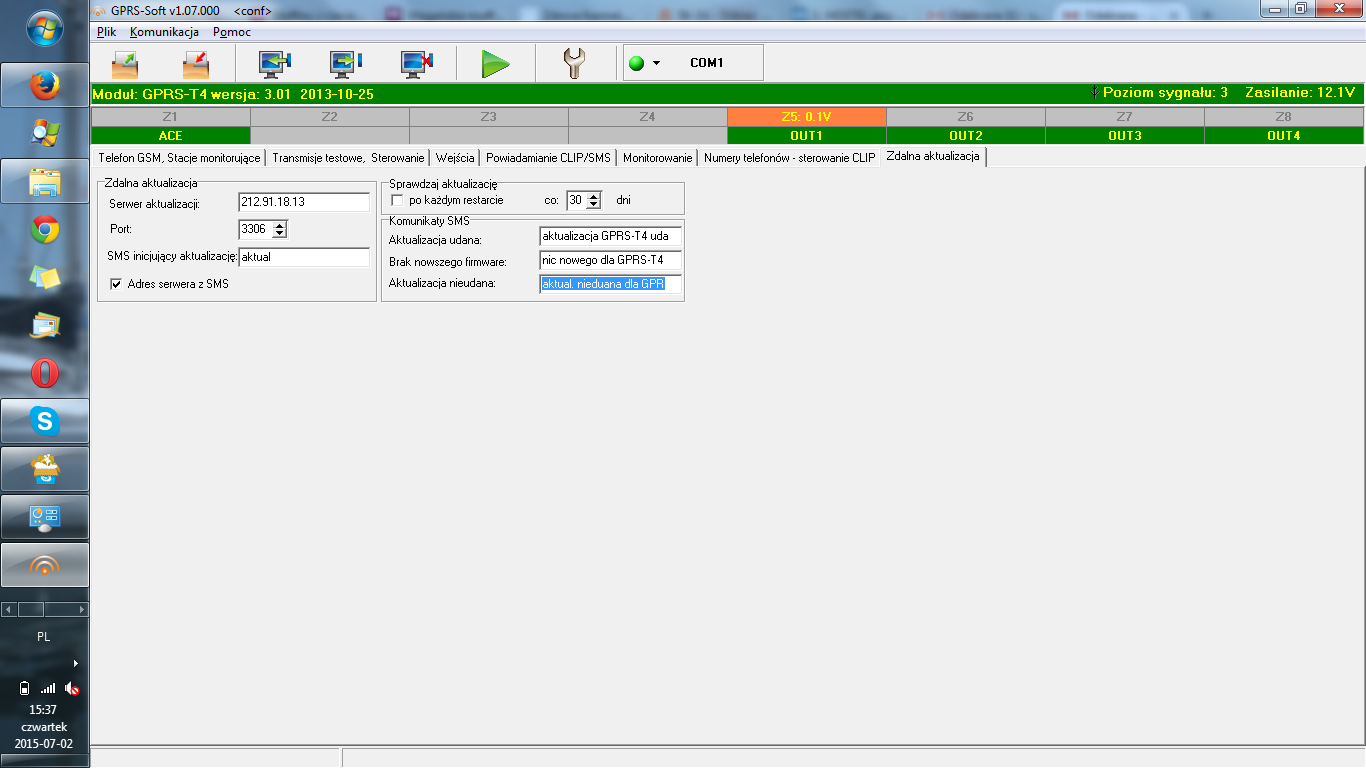 GPRS-Soft v1.07.000 <conf>
Plik Komunikacja Pomoc
COM1
Moduł: GPRS-T4 wersja: 3.01 2013-10-25 Poziom sygnału: 3 Zasilanie: 12.1V
Z1 Z2 Z3 Z4 Z5: 0.1V Z6 Z7 Z8
ACE OUT1 OUT2 OUT3 OUT4
Telefon GSM, Stacje monitorujące Transmisje testowe, Sterowanie Wejścia Powiadamianie CLIP/SMS Monitorowanie Numery telefonów - sterowanie CLIP Zdalna aktualizacja
Zdalna aktualizacja
Serwer aktualizacji: 212.91.18.13
Port: 3306
SMS inicjujący aktualizację: aktual
Adres serwera z SMS
Sprawdzaj aktualizację
po każdym restarcie co: 30 dni
Komunikaty SMS
Aktualizacja udana: aktualizacja GPRS-T4 uda
Brak nowszego firmware: nic nowego dla GPRS-T4
Aktualizacja nieudana: aktual. nieduana dla GPR
PL
15:37
czwartek
2015-07-02